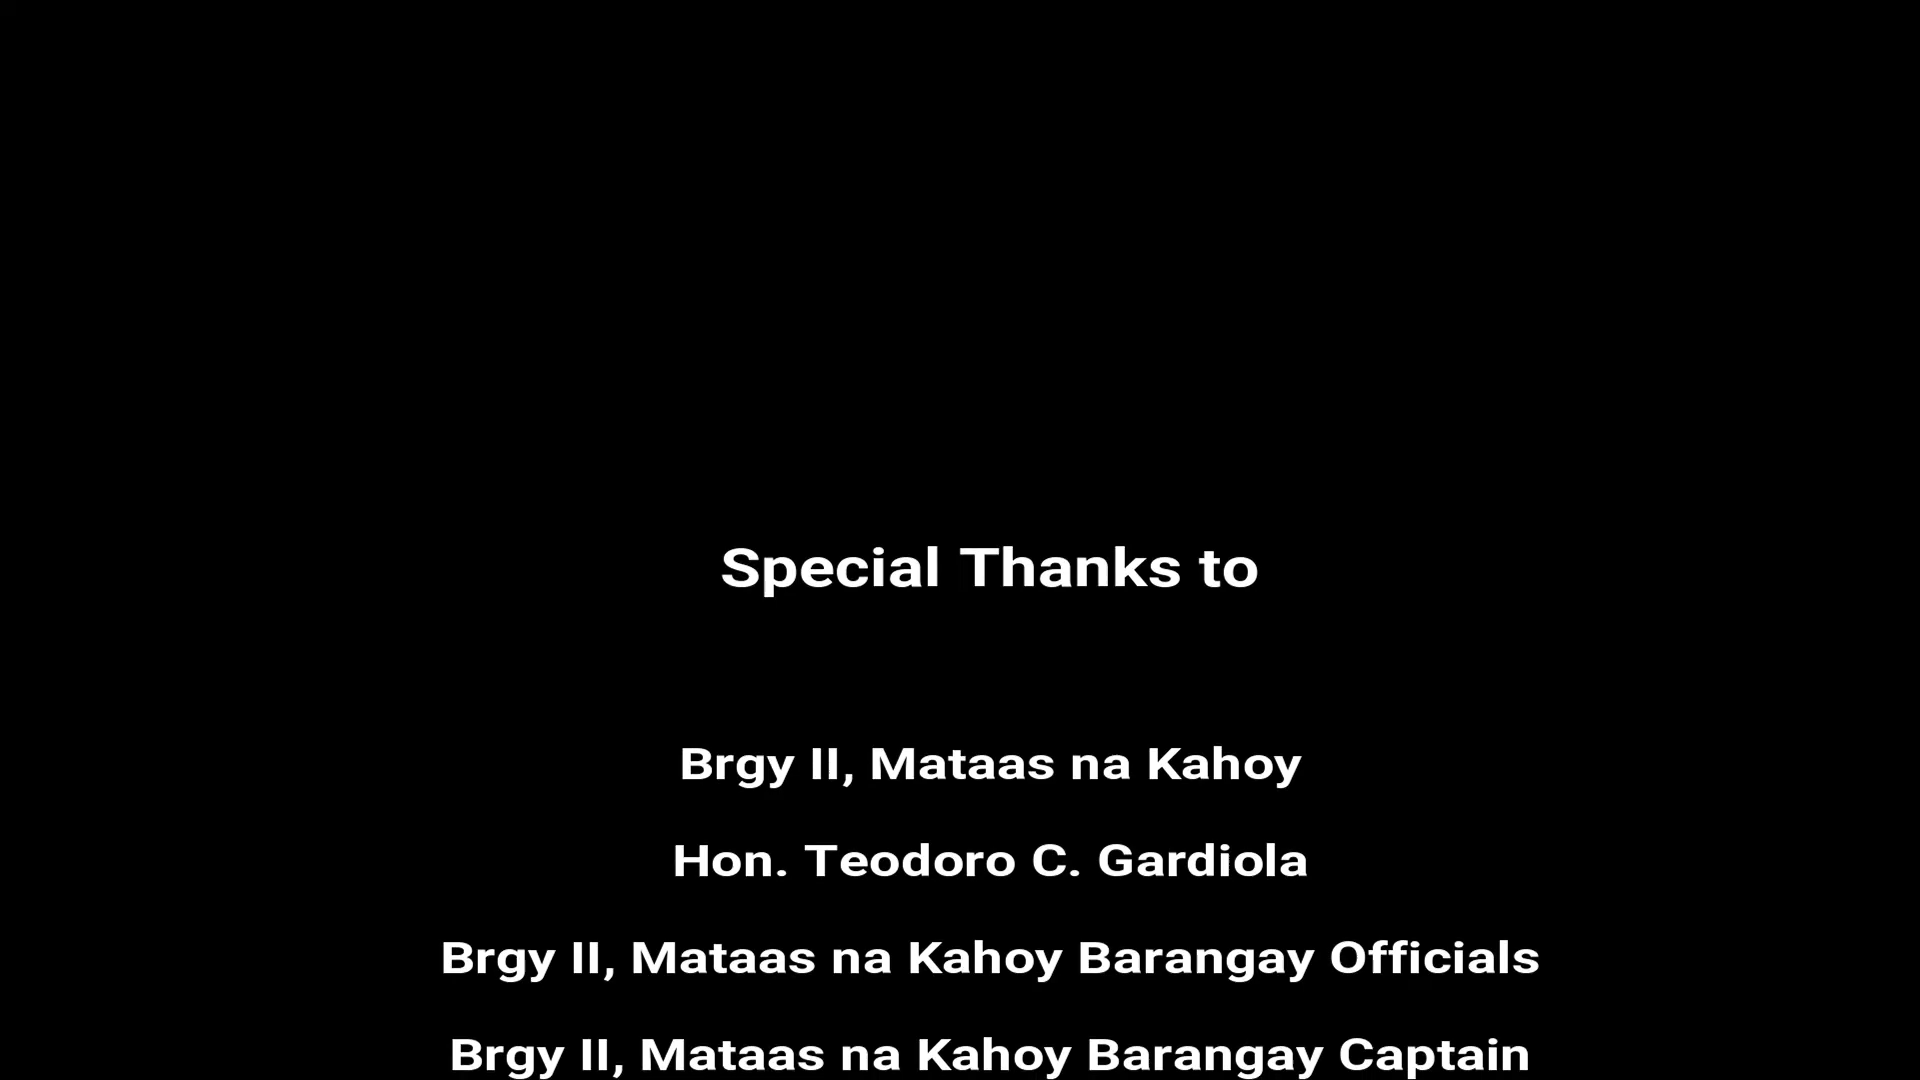 Special Thanks to
Brgy II, Mataas na Kahoy
Hon. Teodoro C. Gardiola
Brgy II, Mataas na Kahoy Barangay Officials
Brgy II, Mataas na Kahoy Barangay Captain